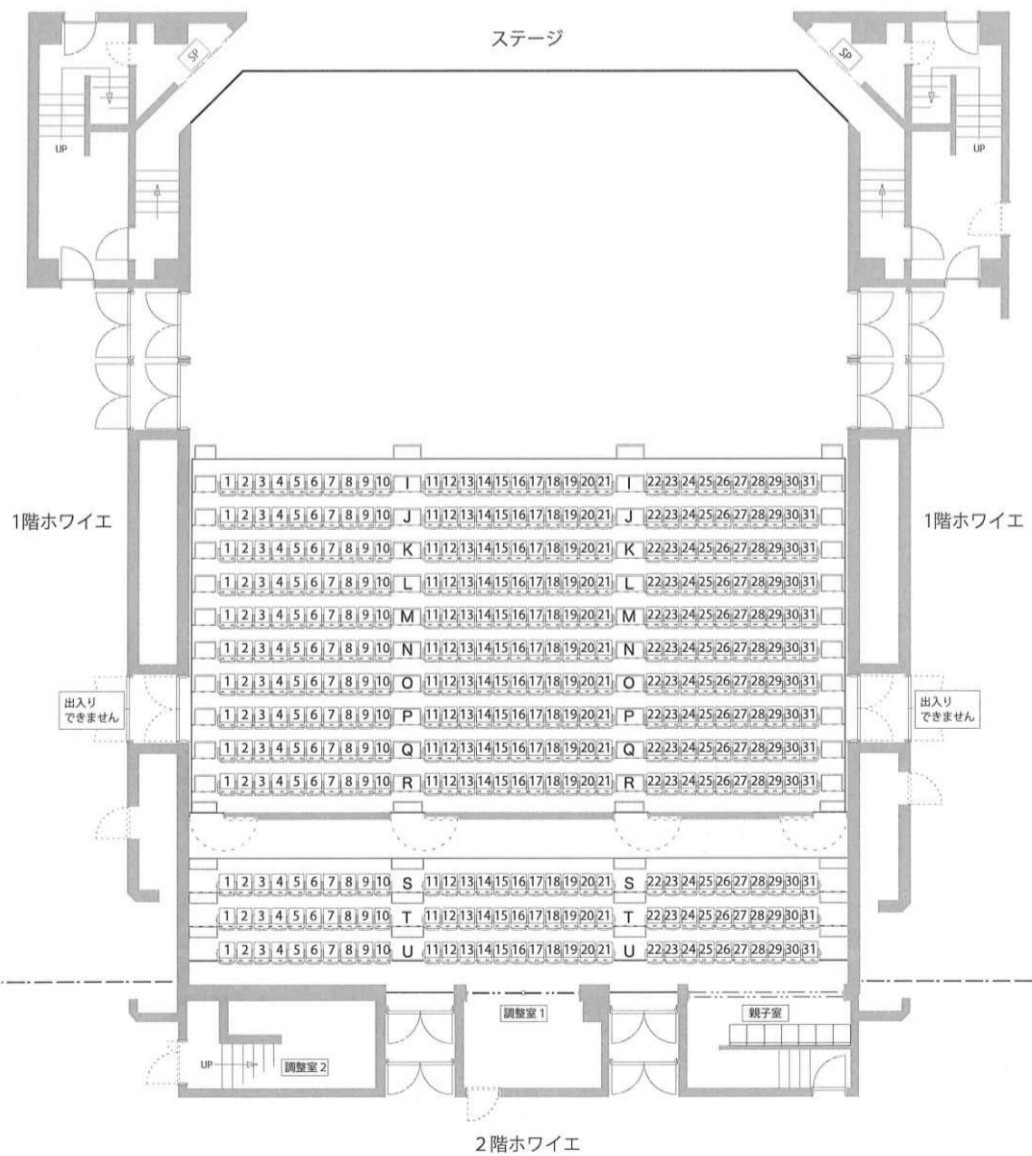 ステージ
SP
SP
UP
UP
1 2 3 4 5 6 7 8 9 10 I 11 12 13 14 15 16 17 18 19 20 21 I 22 23 24 25 26 27 28 29 30 31
1 2 3 4 5 6 7 8 9 10 J 11 12 13 14 15 16 17 18 19 20 21 J 22 23 24 25 26 27 28 29 30 31
1階ホワイエ
1階ホワイエ
1 2 3 4 5 6 7 8 9 10 K 11 12 13 14 15 16 17 18 19 20 21 K 22 23 24 25 26 27 28 29 30 31
1 2 3 4 5 6 7 8 9 10 L 11 12 13 14 15 16 17 18 19 20 21 L 22 23 24 25 26 27 28 29 30 31
1 2 3 4 5 6 7 8 9 10 M 11 12 13 14 15 16 17 18 19 20 21 M 22 23 24 25 26 27 28 29 30 31
1 2 3 4 5 6 7 8 9 10 N 11 12 13 14 15 16 17 18 19 20 21 N 22 23 24 25 26 27 28 29 30 31
1 2 3 4 5 6 7 8 9 10 O 11 12 13 14 15 16 17 18 19 20 21 O 22 23 24 25 26 27 28 29 30 31
出入り
できません
出入り
できません
1 2 3 4 5 6 7 8 9 10 P 11 12 13 14 15 16 17 18 19 20 21 P 22 23 24 25 26 27 28 29 30 31
1 2 3 4 5 6 7 8 9 10 Q 11 12 13 14 15 16 17 18 19 20 21 Q 22 23 24 25 26 27 28 29 30 31
1 2 3 4 5 6 7 8 9 10 R 11 12 13 14 15 16 17 18 19 20 21 R 22 23 24 25 26 27 28 29 30 31
1 2 3 4 5 6 7 8 9 10 S 11 12 13 14 15 16 17 18 19 20 21 S 22 23 24 25 26 27 28 29 30 31
1 2 3 4 5 6 7 8 9 10 T 11 12 13 14 15 16 17 18 19 20 21 T 22 23 24 25 26 27 28 29 30 31
1 2 3 4 5 6 7 8 9 10 U 11 12 13 14 15 16 17 18 19 20 21 U 22 23 24 25 26 27 28 29 30 31
調整室1
親子室
UP
調整室2
2階ホワイエ